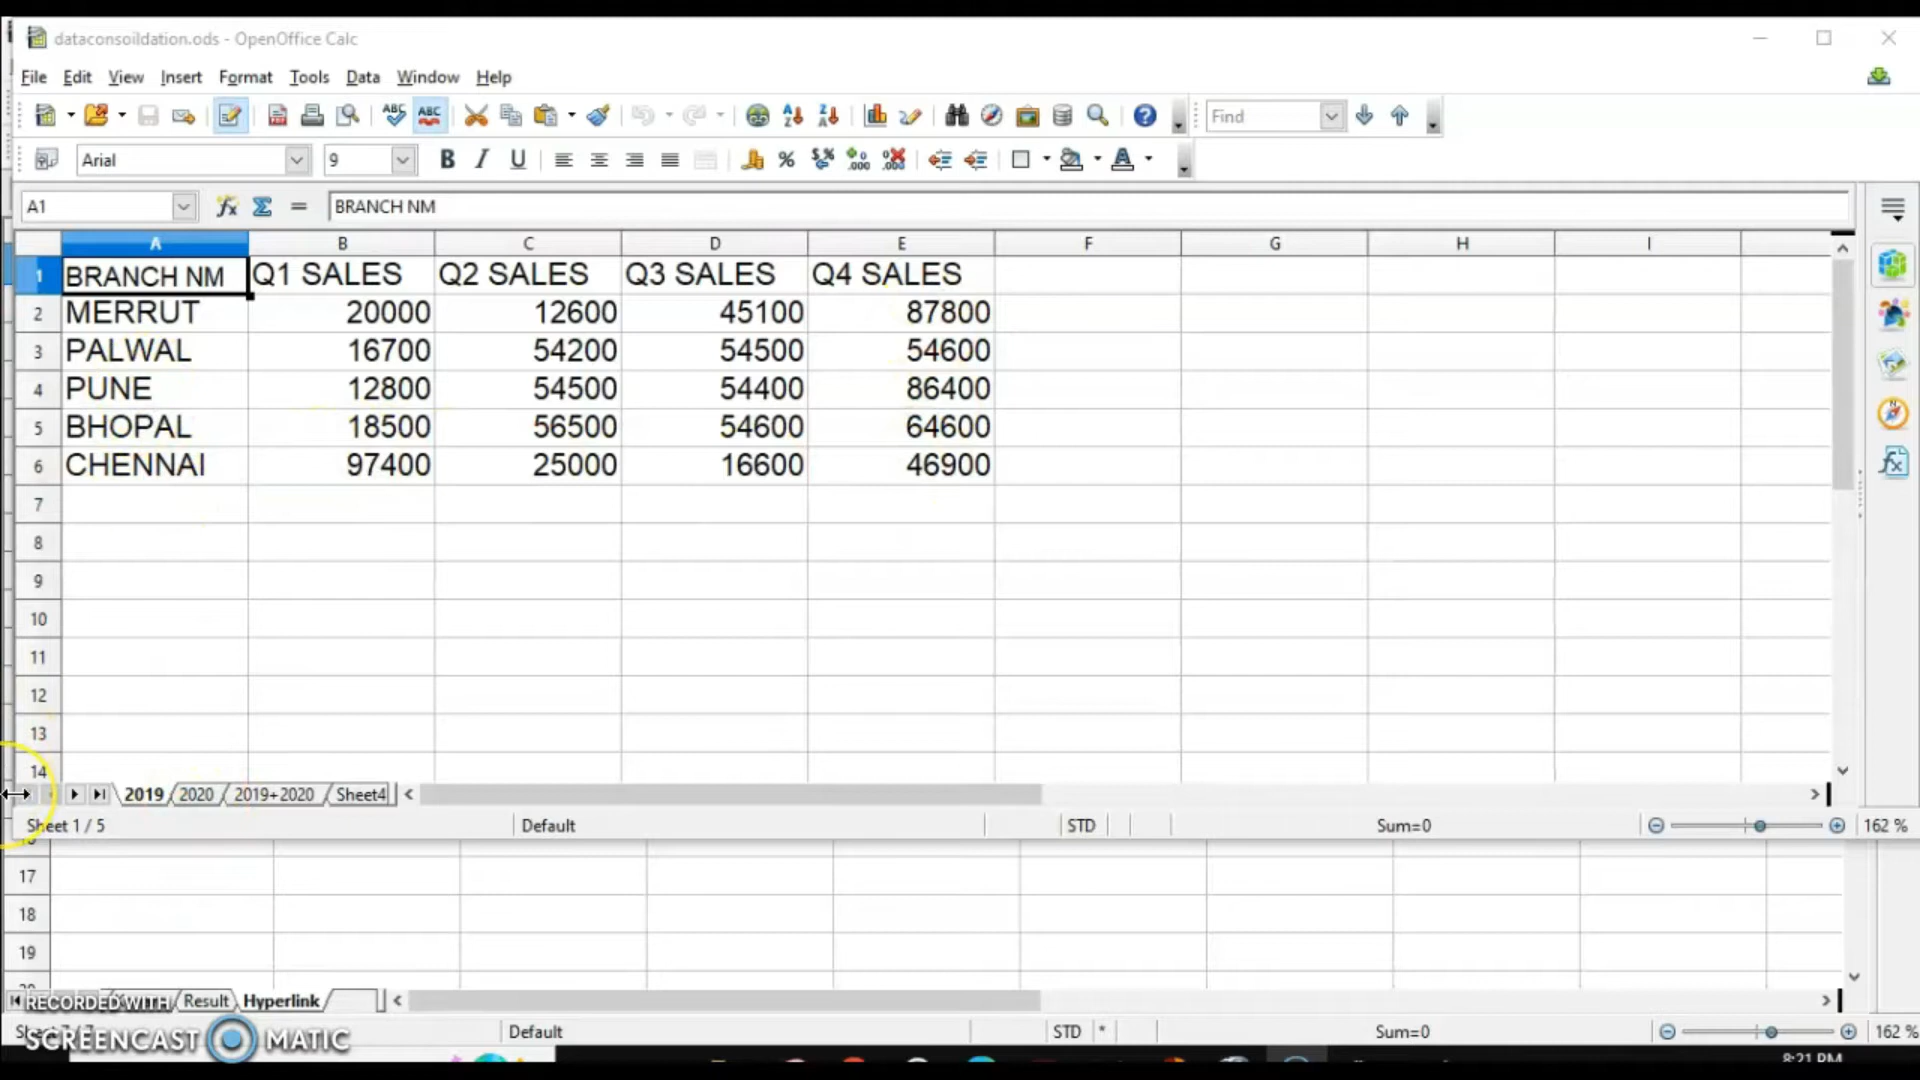 dataconsoildation.ods - OpenOffice Calc
File Edit View Insert Format Tools Data Window Help
Find
Arial 9
A1 BRANCH NM
A B C D E F G H I
1 BRANCH NM Q1 SALES Q2 SALES Q3 SALES Q4 SALES
2 MERRUT 20000 12600 45100 87800
3 PALWAL 16700 54200 54500 54600
4 PUNE 12800 54500 54400 86400
5 BHOPAL 18500 56500 54600 64600
6 CHENNAI 97400 25000 16600 46900
7
8
9
10
11
12
13
14
2019 2020 2019+2020 Sheet4
Sheet 1 / 5 Default STD Sum=0 162 %
17
18
19
Result Hyperlink
RECORDED WITH
Default STD * Sum=0 162 %
SCREENCAST MATIC
8:21 PM